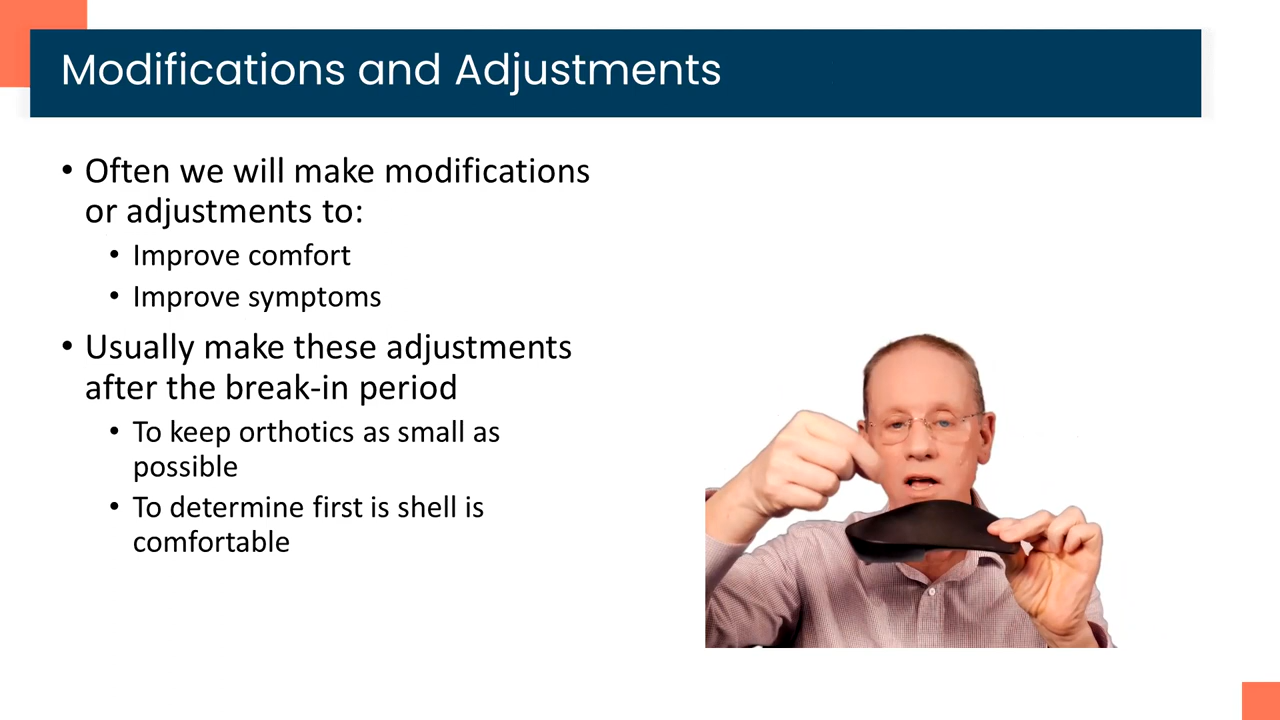 Modifications and Adjustments
• Often we will make modifications
or adjustments to:
• Improve comfort
• Improve symptoms
• Usually make these adjustments
after the break-in period
• To keep orthotics as small as
possible
• To determine first is shell is
comfortable